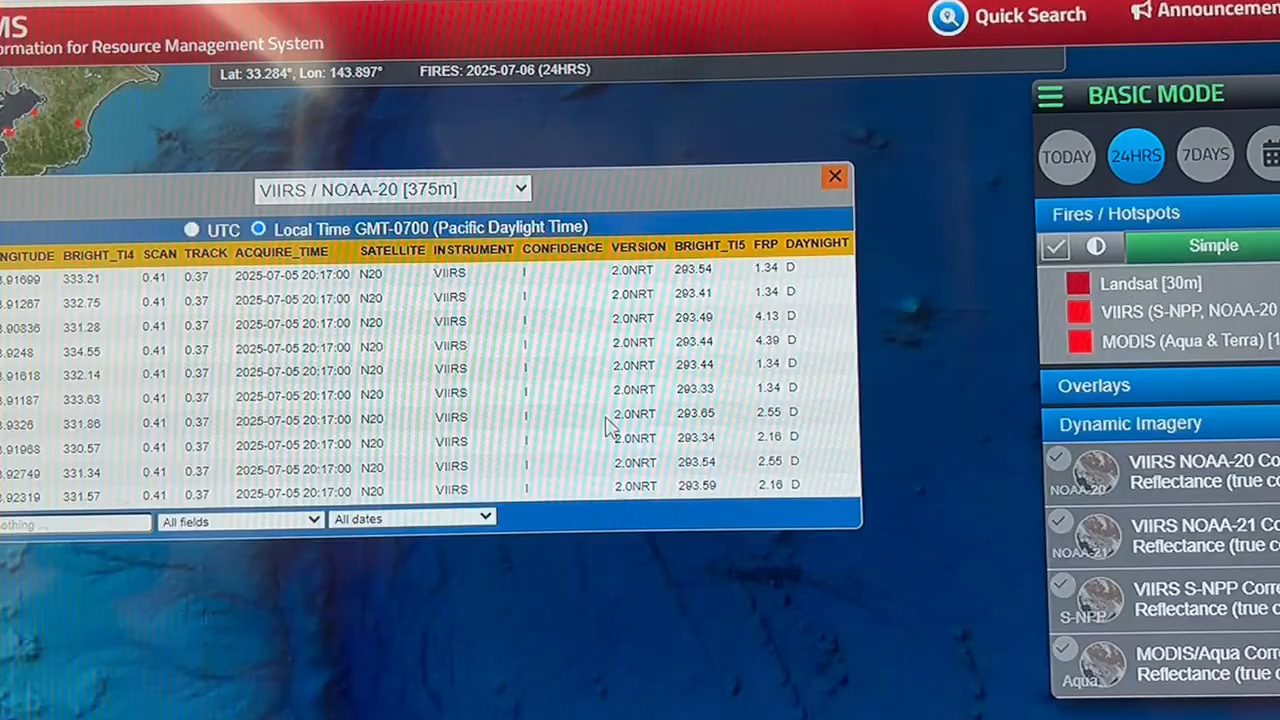 MS
ormation for Resource Management System
Quick Search
Announcemen
Lat: 33.284°, Lon: 143.897°
FIRES: 2025-07-06 (24HRS)
BASIC MODE
TODAY
24HRS
7DAYS
VIIRS / NOAA-20 [375m]
UTC
Local Time GMT-0700 (Pacific Daylight Time)
NGITUDE BRIGHT_TI4 SCAN TRACK ACQUIRE_TIME SATELLITE INSTRUMENT CONFIDENCE VERSION BRIGHT_TI5 FRP DAYNIGHT
3.91699 333.21 0.41 0.37 2025-07-05 20:17:00 N20 VIIRS l 2.0NRT 293.54 1.34 D
3.91267 332.75 0.41 0.37 2025-07-05 20:17:00 N20 VIIRS l 2.0NRT 293.41 1.34 D
3.90836 331.28 0.41 0.37 2025-07-05 20:17:00 N20 VIIRS l 2.0NRT 293.49 4.13 D
3.9248 334.55 0.41 0.37 2025-07-05 20:17:00 N20 VIIRS l 2.0NRT 293.44 4.39 D
3.91618 332.14 0.41 0.37 2025-07-05 20:17:00 N20 VIIRS l 2.0NRT 293.44 1.34 D
3.91187 333.63 0.41 0.37 2025-07-05 20:17:00 N20 VIIRS l 2.0NRT 293.33 1.34 D
3.9326 331.86 0.41 0.37 2025-07-05 20:17:00 N20 VIIRS l 2.0NRT 293.65 2.55 D
3.91968 330.57 0.41 0.37 2025-07-05 20:17:00 N20 VIIRS l 2.0NRT 293.34 2.16 D
3.92749 331.34 0.41 0.37 2025-07-05 20:17:00 N20 VIIRS l 2.0NRT 293.54 2.55 D
3.92319 331.57 0.41 0.37 2025-07-05 20:17:00 N20 VIIRS l 2.0NRT 293.59 2.16 D
othing ...
All fields
All dates
Fires / Hotspots
Simple
Landsat [30m]
VIIRS (S-NPP, NOAA-20
MODIS (Aqua & Terra) [1
Overlays
Dynamic Imagery
NOAA-20
VIIRS NOAA-20 Co
Reflectance (true c
NOAA-21
VIIRS NOAA-21 Co
Reflectance (true c
S-NPP
VIIRS S-NPP Corre
Reflectance (true c
Aqua
MODIS/Aqua Corre
Reflectance (true c